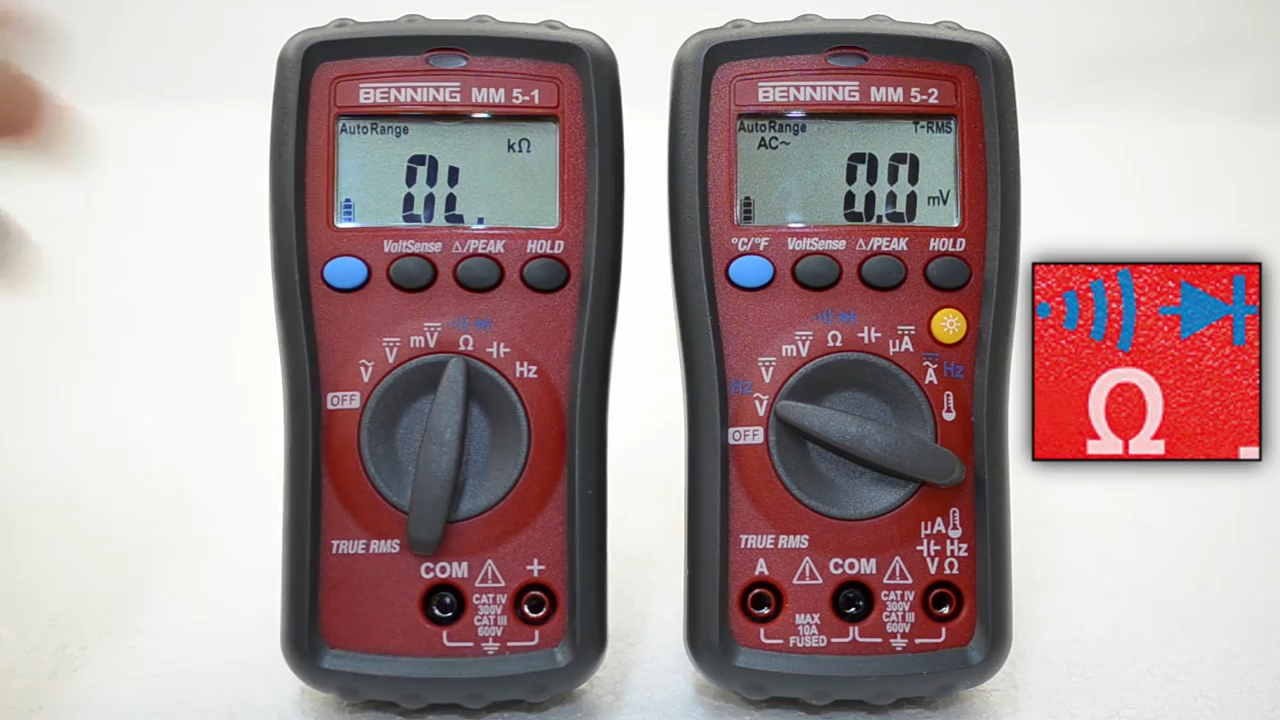 BENNING MM 5-1
AutoRange
kΩ
0L.
VoltSense Δ/PEAK HOLD
mV
V
Ω
Hz
V
OFF
TRUE RMS
COM
+
CAT IV
300V
CAT III
600V
BENNING MM 5-2
AutoRange T-RMS
AC~
0.0 mV
°C/°F VoltSense Δ/PEAK HOLD
mV
Ω
µA
V
A Hz
Hz
V
OFF
µA
Hz
V Ω
TRUE RMS
A COM
MAX
10A
FUSED
CAT IV
300V
CAT III
600V
Ω